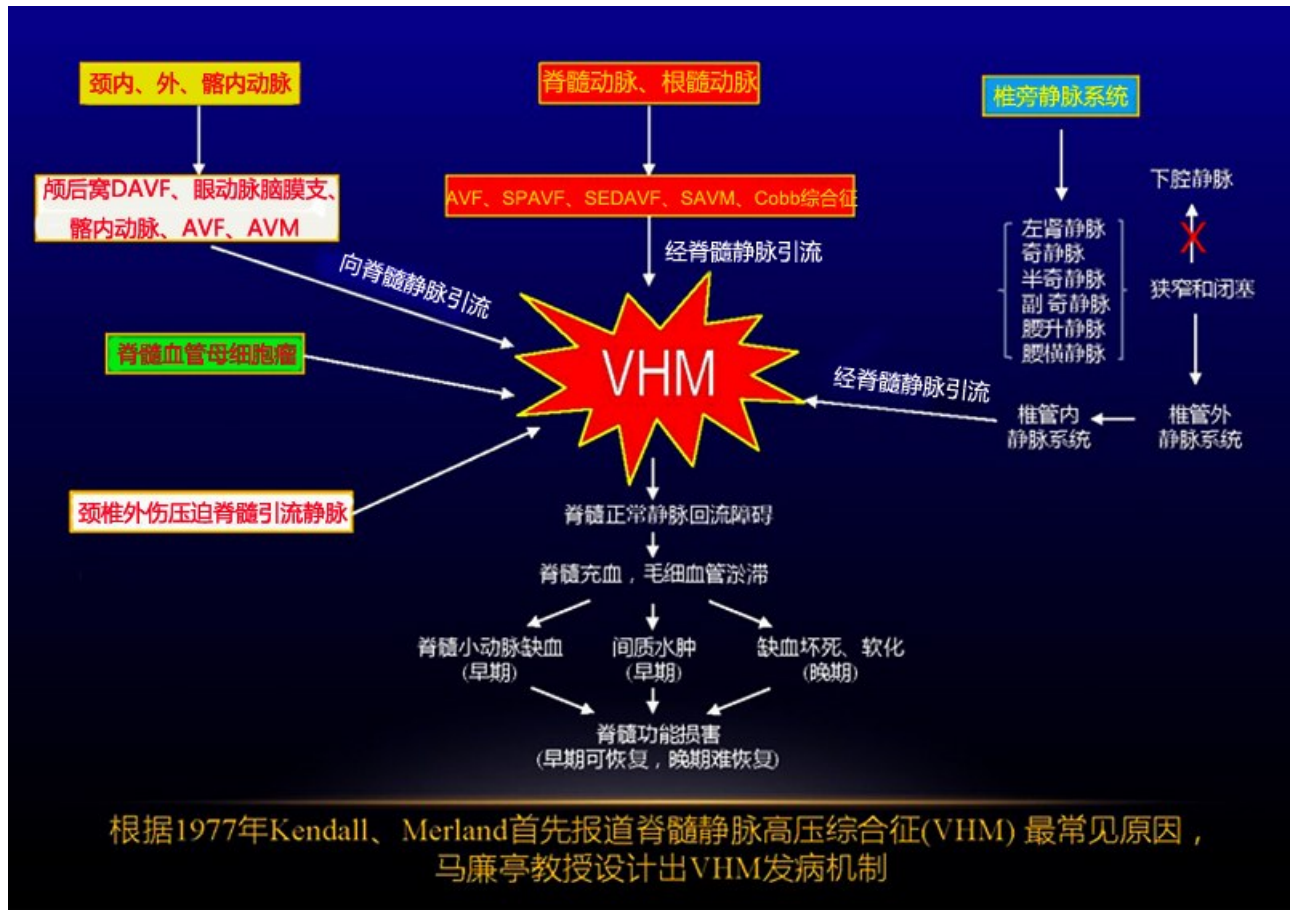 颈内、外、髂内动脉
脊髓动脉、根髓动脉
椎旁静脉系统
颅后窝DAVF、眼动脉脑膜支、
髂内动脉、AVF、AVM
AVF、SPAVF、SEDAVF、SAVM、Cobb综合征
下腔静脉
左肾静脉
奇静脉
半奇静脉
副 奇静脉
腰升静脉
腰横静脉
狭窄和闭塞
向脊髓静脉引流
经脊髓静脉引流
脊髓血管母细胞瘤
VHM
经脊髓静脉引流
椎管内
静脉系统
椎管外
静脉系统
颈椎外伤压迫脊髓引流静脉
脊髓正常静脉回流障碍
脊髓充血，毛细血管淤滞
脊髓小动脉缺血
(早期)
间质水肿
(早期)
缺血坏死、软化
(晚期)
脊髓功能损害
(早期可恢复，晚期难恢复)
根据1977年Kendall、Merland首先报道脊髓静脉高压综合征(VHM) 最常见原因，
马廉亭教授设计出VHM发病机制